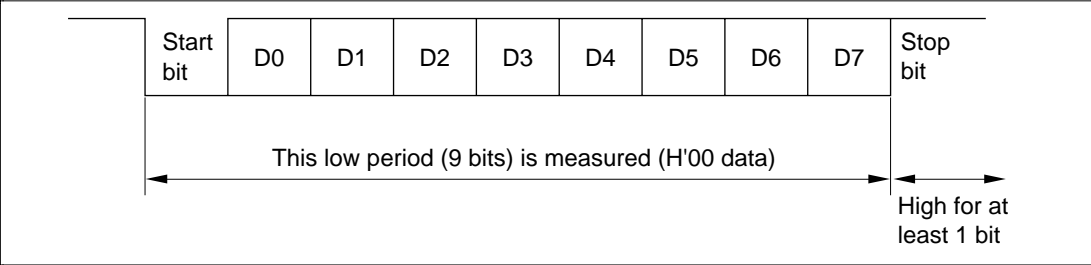 Start
bit
D0
D1
D2
D3
D4
D5
D6
D7
Stop
bit
This low period (9 bits) is measured (H'00 data)
High for at
least 1 bit